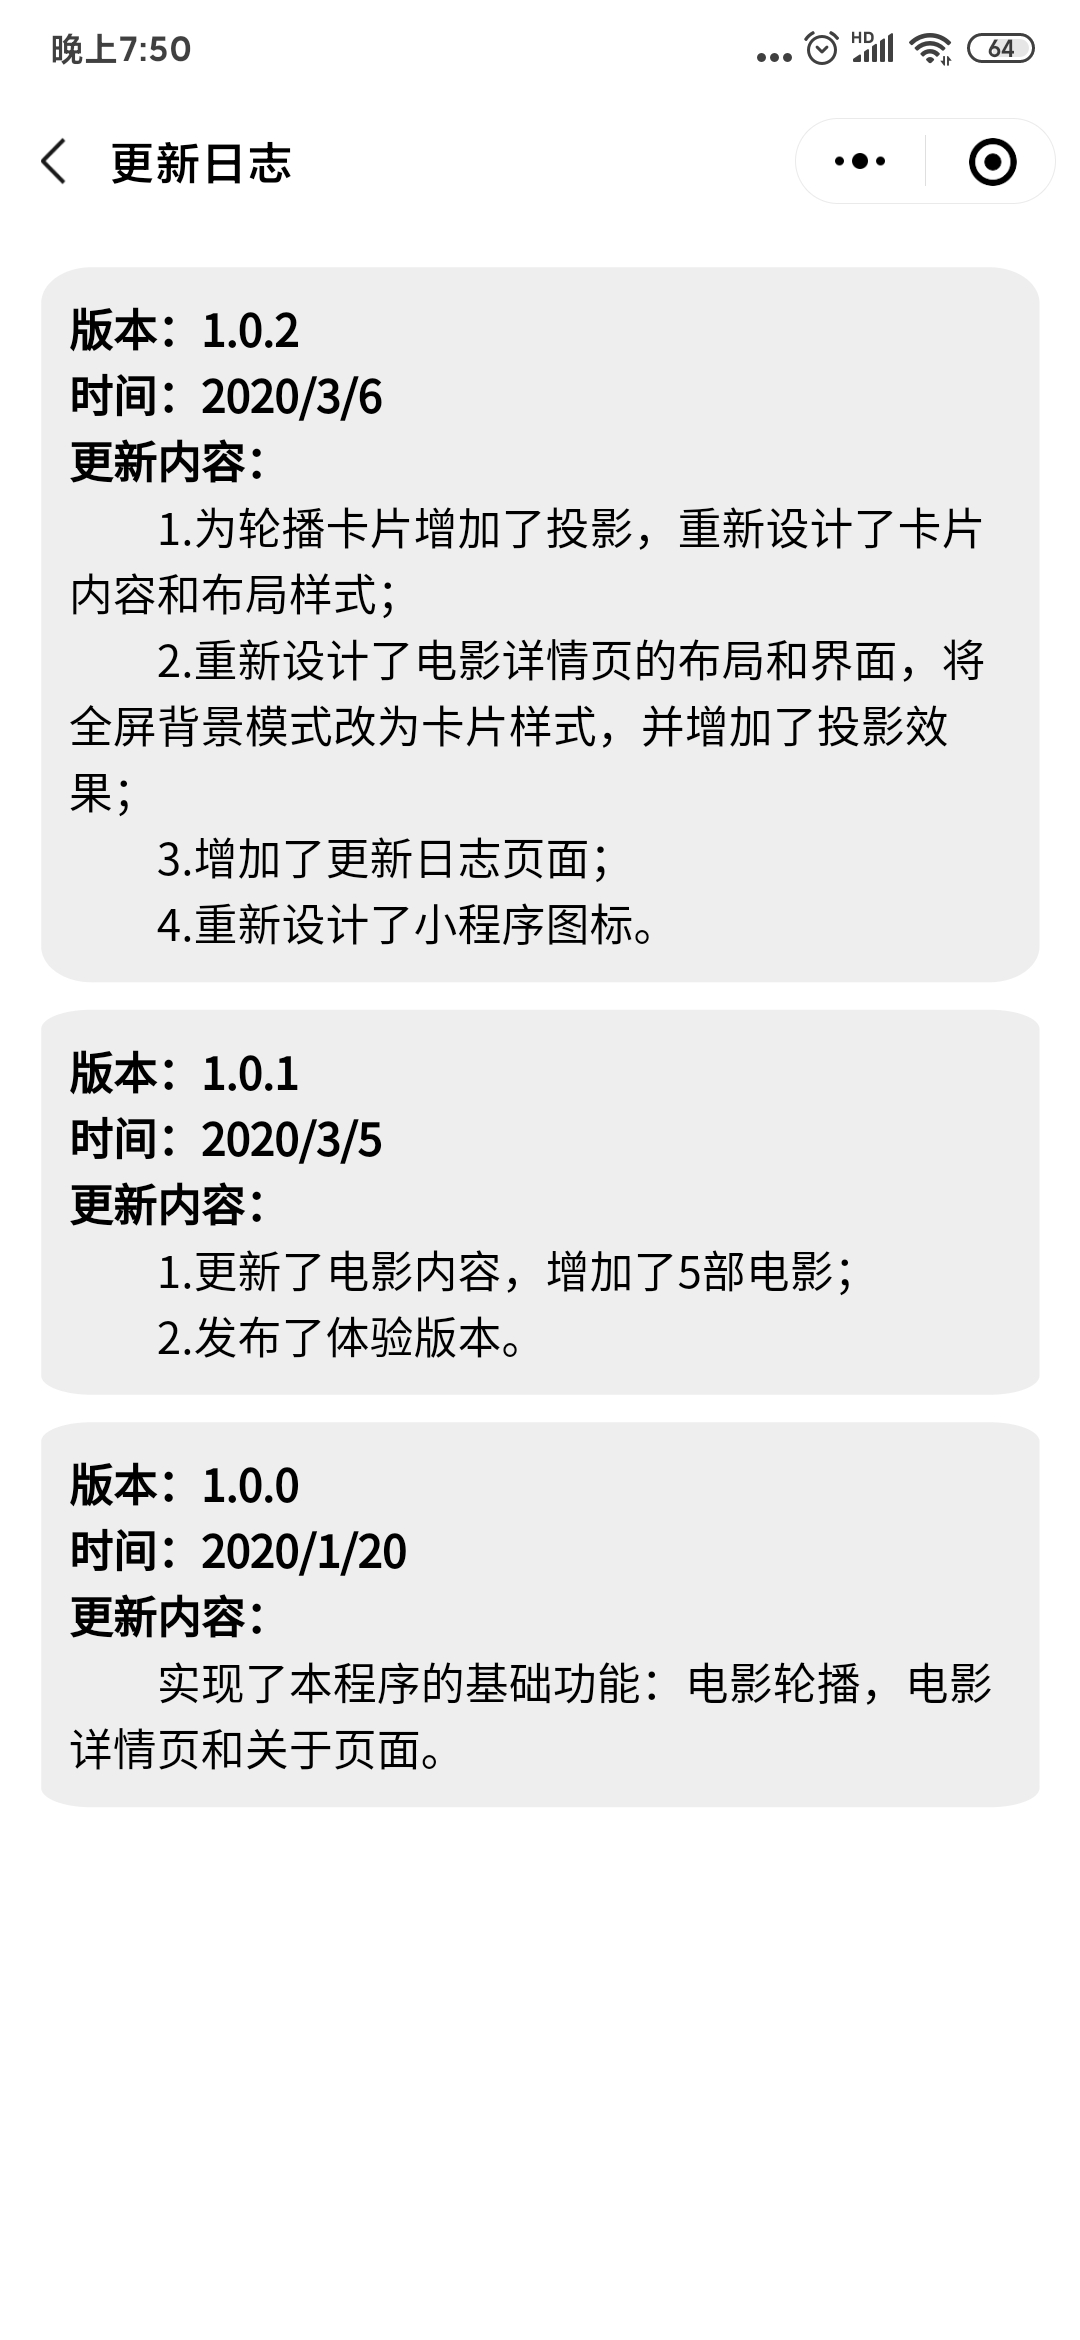 晚上7:50
HD
64
更新日志
版本：1.0.2
时间：2020/3/6
更新内容：
1.为轮播卡片增加了投影，重新设计了卡片
内容和布局样式；
2.重新设计了电影详情页的布局和界面，将
全屏背景模式改为卡片样式，并增加了投影效
果；
3.增加了更新日志页面；
4.重新设计了小程序图标。
版本：1.0.1
时间：2020/3/5
更新内容：
1.更新了电影内容，增加了5部电影；
2.发布了体验版本。
版本：1.0.0
时间：2020/1/20
更新内容：
实现了本程序的基础功能：电影轮播，电影
详情页和关于页面。